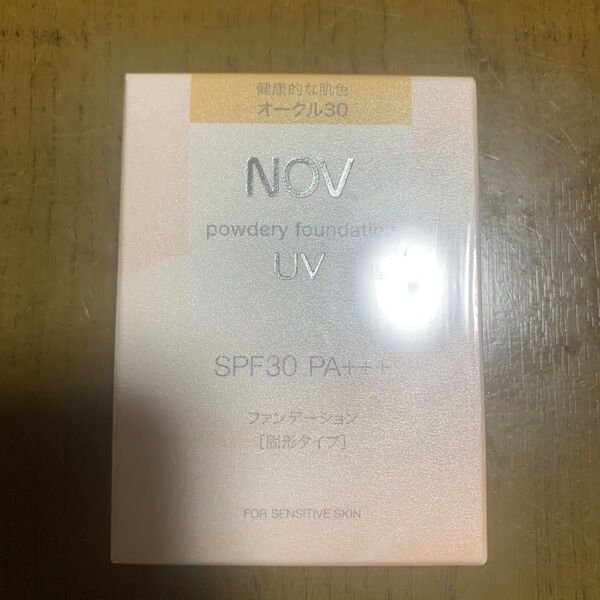 健康的な肌色
オークル30
NOV
powdery foundation
UV
SPF30 PA+++
ファンデーション
[固形タイプ]
FOR SENSITIVE SKIN